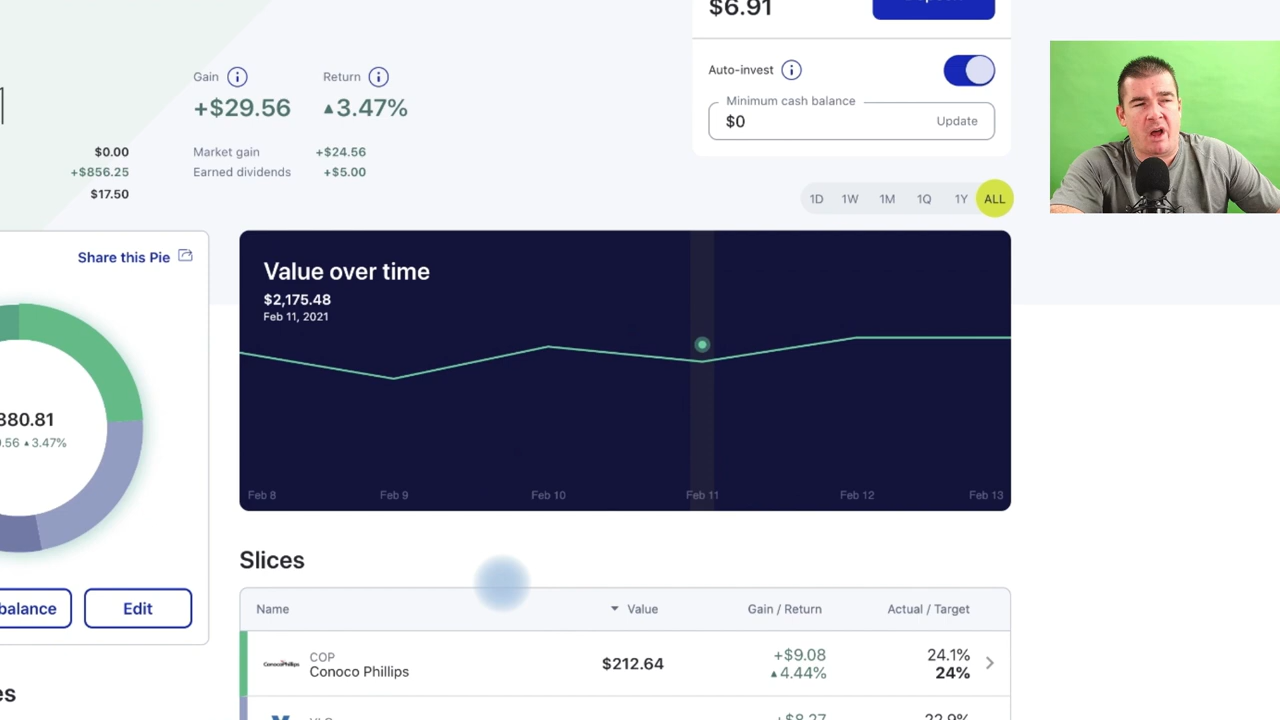 $6.91
Gain
Return
+$29.56
▲3.47%
Auto-invest
Minimum cash balance
$0
Update
$0.00
+$856.25
$17.50
Market gain
+$24.56
Earned dividends
+$5.00
1D 1W 1M 1Q 1Y ALL
Share this Pie
Value over time
$2,175.48
Feb 11, 2021
380.81
.56 ▲3.47%
Feb 8 Feb 9 Feb 10 Feb 11 Feb 12 Feb 13
balance
Edit
Slices
Name Value Gain / Return Actual / Target
ConocoPhillips
COP
Conoco Phillips
$212.64
+$9.08
▲4.44%
24.1%
24%
es